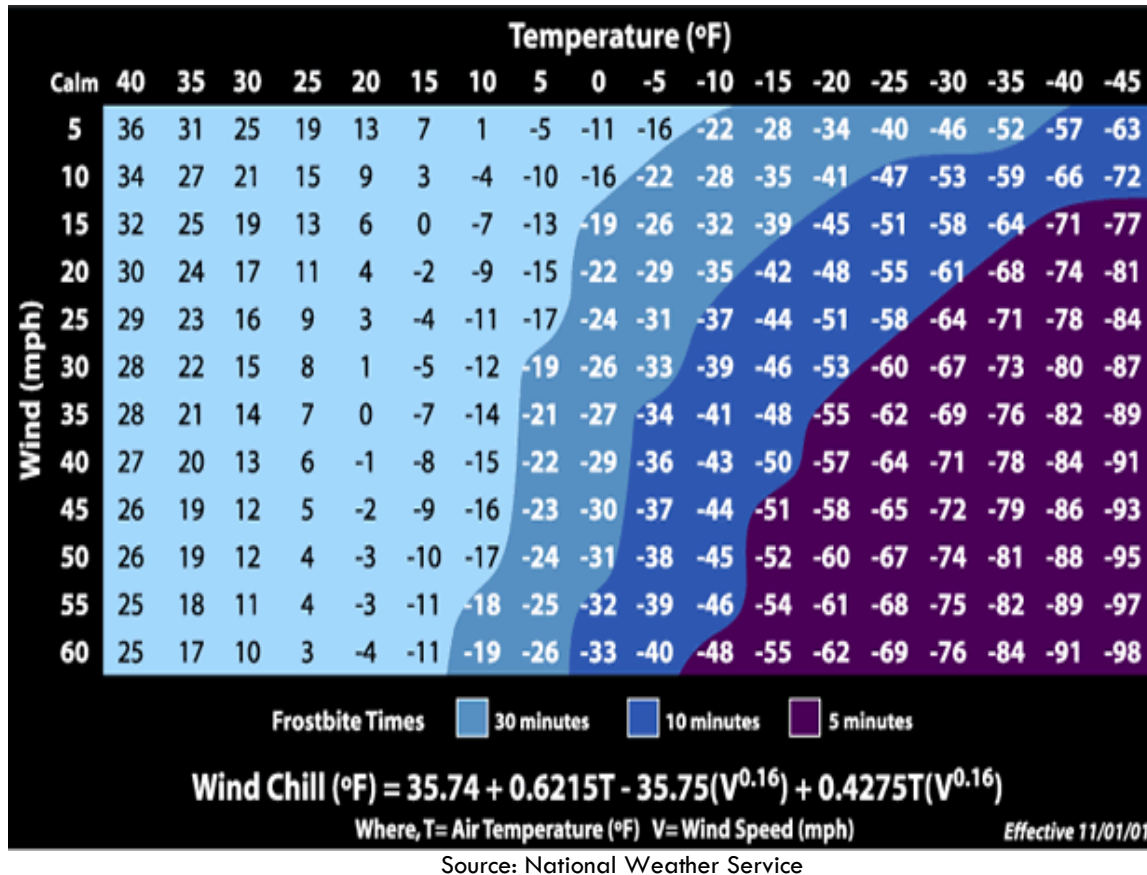 Temperature (ºF)
Calm 40 35 30 25 20 15 10 5 0 -5 -10 -15 -20 -25 -30 -35 -40 -45
5 36 31 25 19 13 7 1 -5 -11 -16 -22 -28 -34 -40 -46 -52 -57 -63
10 34 27 21 15 9 3 -4 -10 -16 -22 -28 -35 -41 -47 -53 -59 -66 -72
15 32 25 19 13 6 0 -7 -13 -19 -26 -32 -39 -45 -51 -58 -64 -71 -77
20 30 24 17 11 4 -2 -9 -15 -22 -29 -35 -42 -48 -55 -61 -68 -74 -81
25 29 23 16 9 3 -4 -11 -17 -24 -31 -37 -44 -51 -58 -64 -71 -78 -84
30 28 22 15 8 1 -5 -12 -19 -26 -33 -39 -46 -53 -60 -67 -73 -80 -87
35 28 21 14 7 0 -7 -14 -21 -27 -34 -41 -48 -55 -62 -69 -76 -82 -89
40 27 20 13 6 -1 -8 -15 -22 -29 -36 -43 -50 -57 -64 -71 -78 -84 -91
45 26 19 12 5 -2 -9 -16 -23 -30 -37 -44 -51 -58 -65 -72 -79 -86 -93
50 26 19 12 4 -3 -10 -17 -24 -31 -38 -45 -52 -60 -67 -74 -81 -88 -95
55 25 18 11 4 -3 -11 -18 -25 -32 -39 -46 -54 -61 -68 -75 -82 -89 -97
60 25 17 10 3 -4 -11 -19 -26 -33 -40 -48 -55 -62 -69 -76 -84 -91 -98
Wind (mph)
Frostbite Times 30 minutes 10 minutes 5 minutes
Wind Chill (ºF) = 35.74 + 0.6215T - 35.75(V^0.16) + 0.4275T(V^0.16)
Where, T= Air Temperature (ºF) V= Wind Speed (mph) Effective 11/01/01
Source: National Weather Service